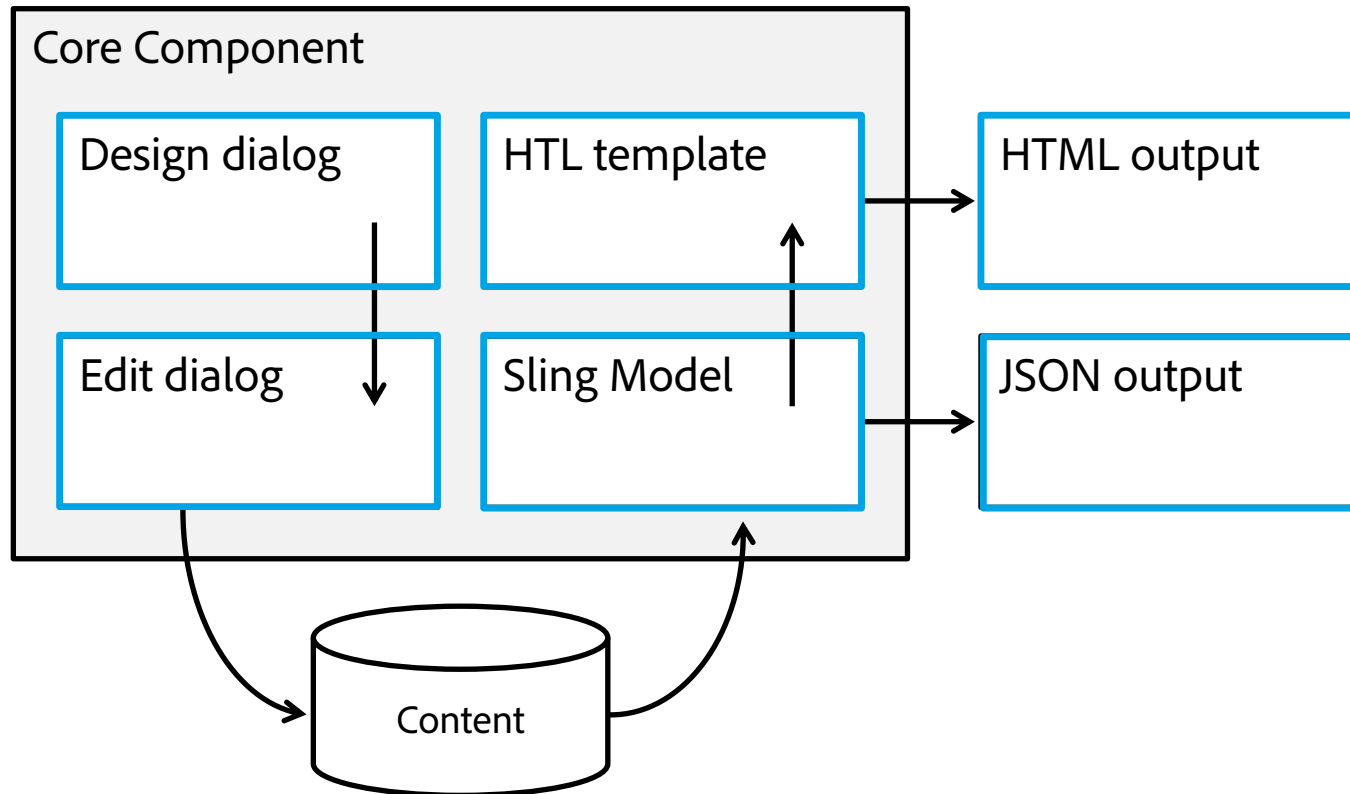 Core Component
Design dialog
HTL template
HTML output
Edit dialog
Sling Model
JSON output
Content